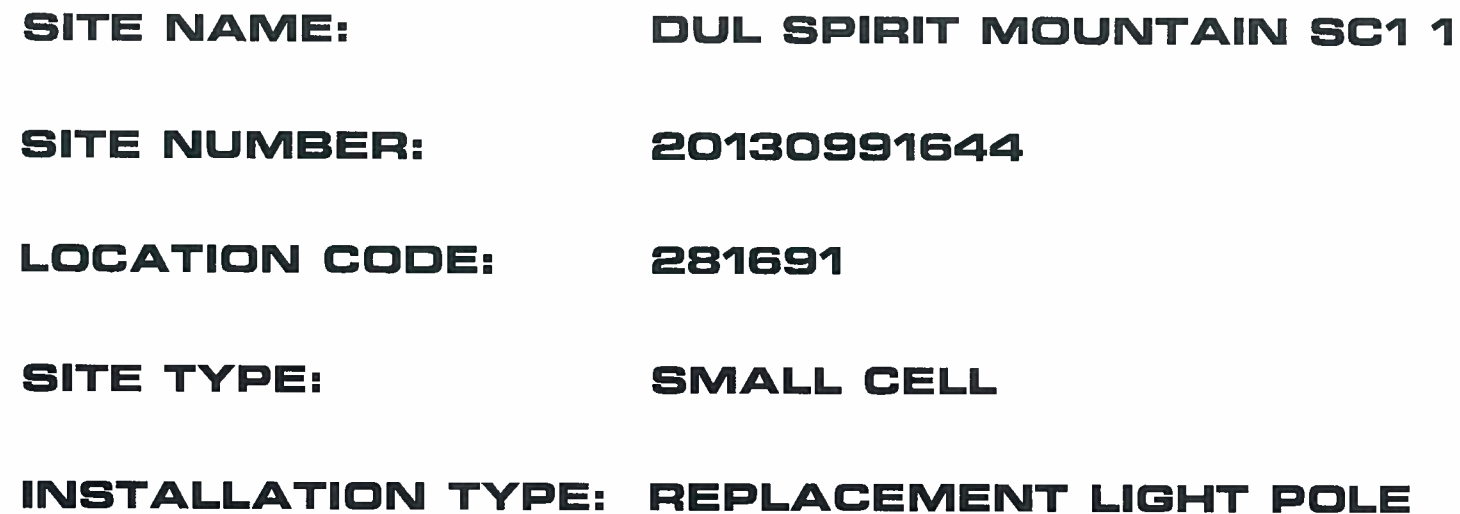 SITE NAME: DUL SPIRIT MOUNTAIN SC1 1
SITE NUMBER: 20130991644
LOCATION CODE: 281691
SITE TYPE: SMALL CELL
INSTALLATION TYPE: REPLACEMENT LIGHT POLE